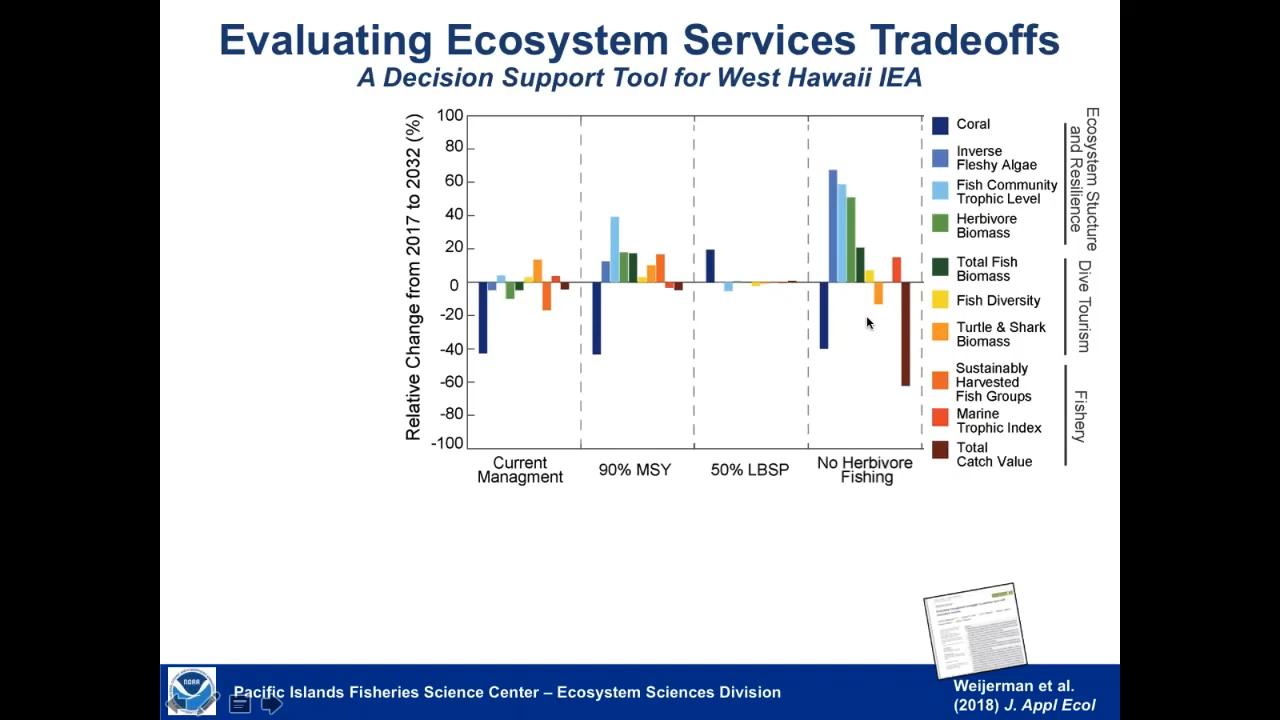 Evaluating Ecosystem Services Tradeoffs
A Decision Support Tool for West Hawaii IEA
Relative Change from 2017 to 2032 (%)
100
80
60
40
20
0
-20
-40
-60
-80
-100
Current
Managment
90% MSY
50% LBSP
No Herbivore
Fishing
Coral
Inverse
Fleshy Algae
Fish Community
Trophic Level
Herbivore
Biomass
Total Fish
Biomass
Fish Diversity
Turtle & Shark
Biomass
Sustainably
Harvested
Fish Groups
Marine
Trophic Index
Total
Catch Value
Ecosystem Stucture
and Resilience
Dive Tourism
Fishery
NOAA
Pacific Islands Fisheries Science Center – Ecosystem Sciences Division
Weijerman et al.
(2018) J. Appl Ecol